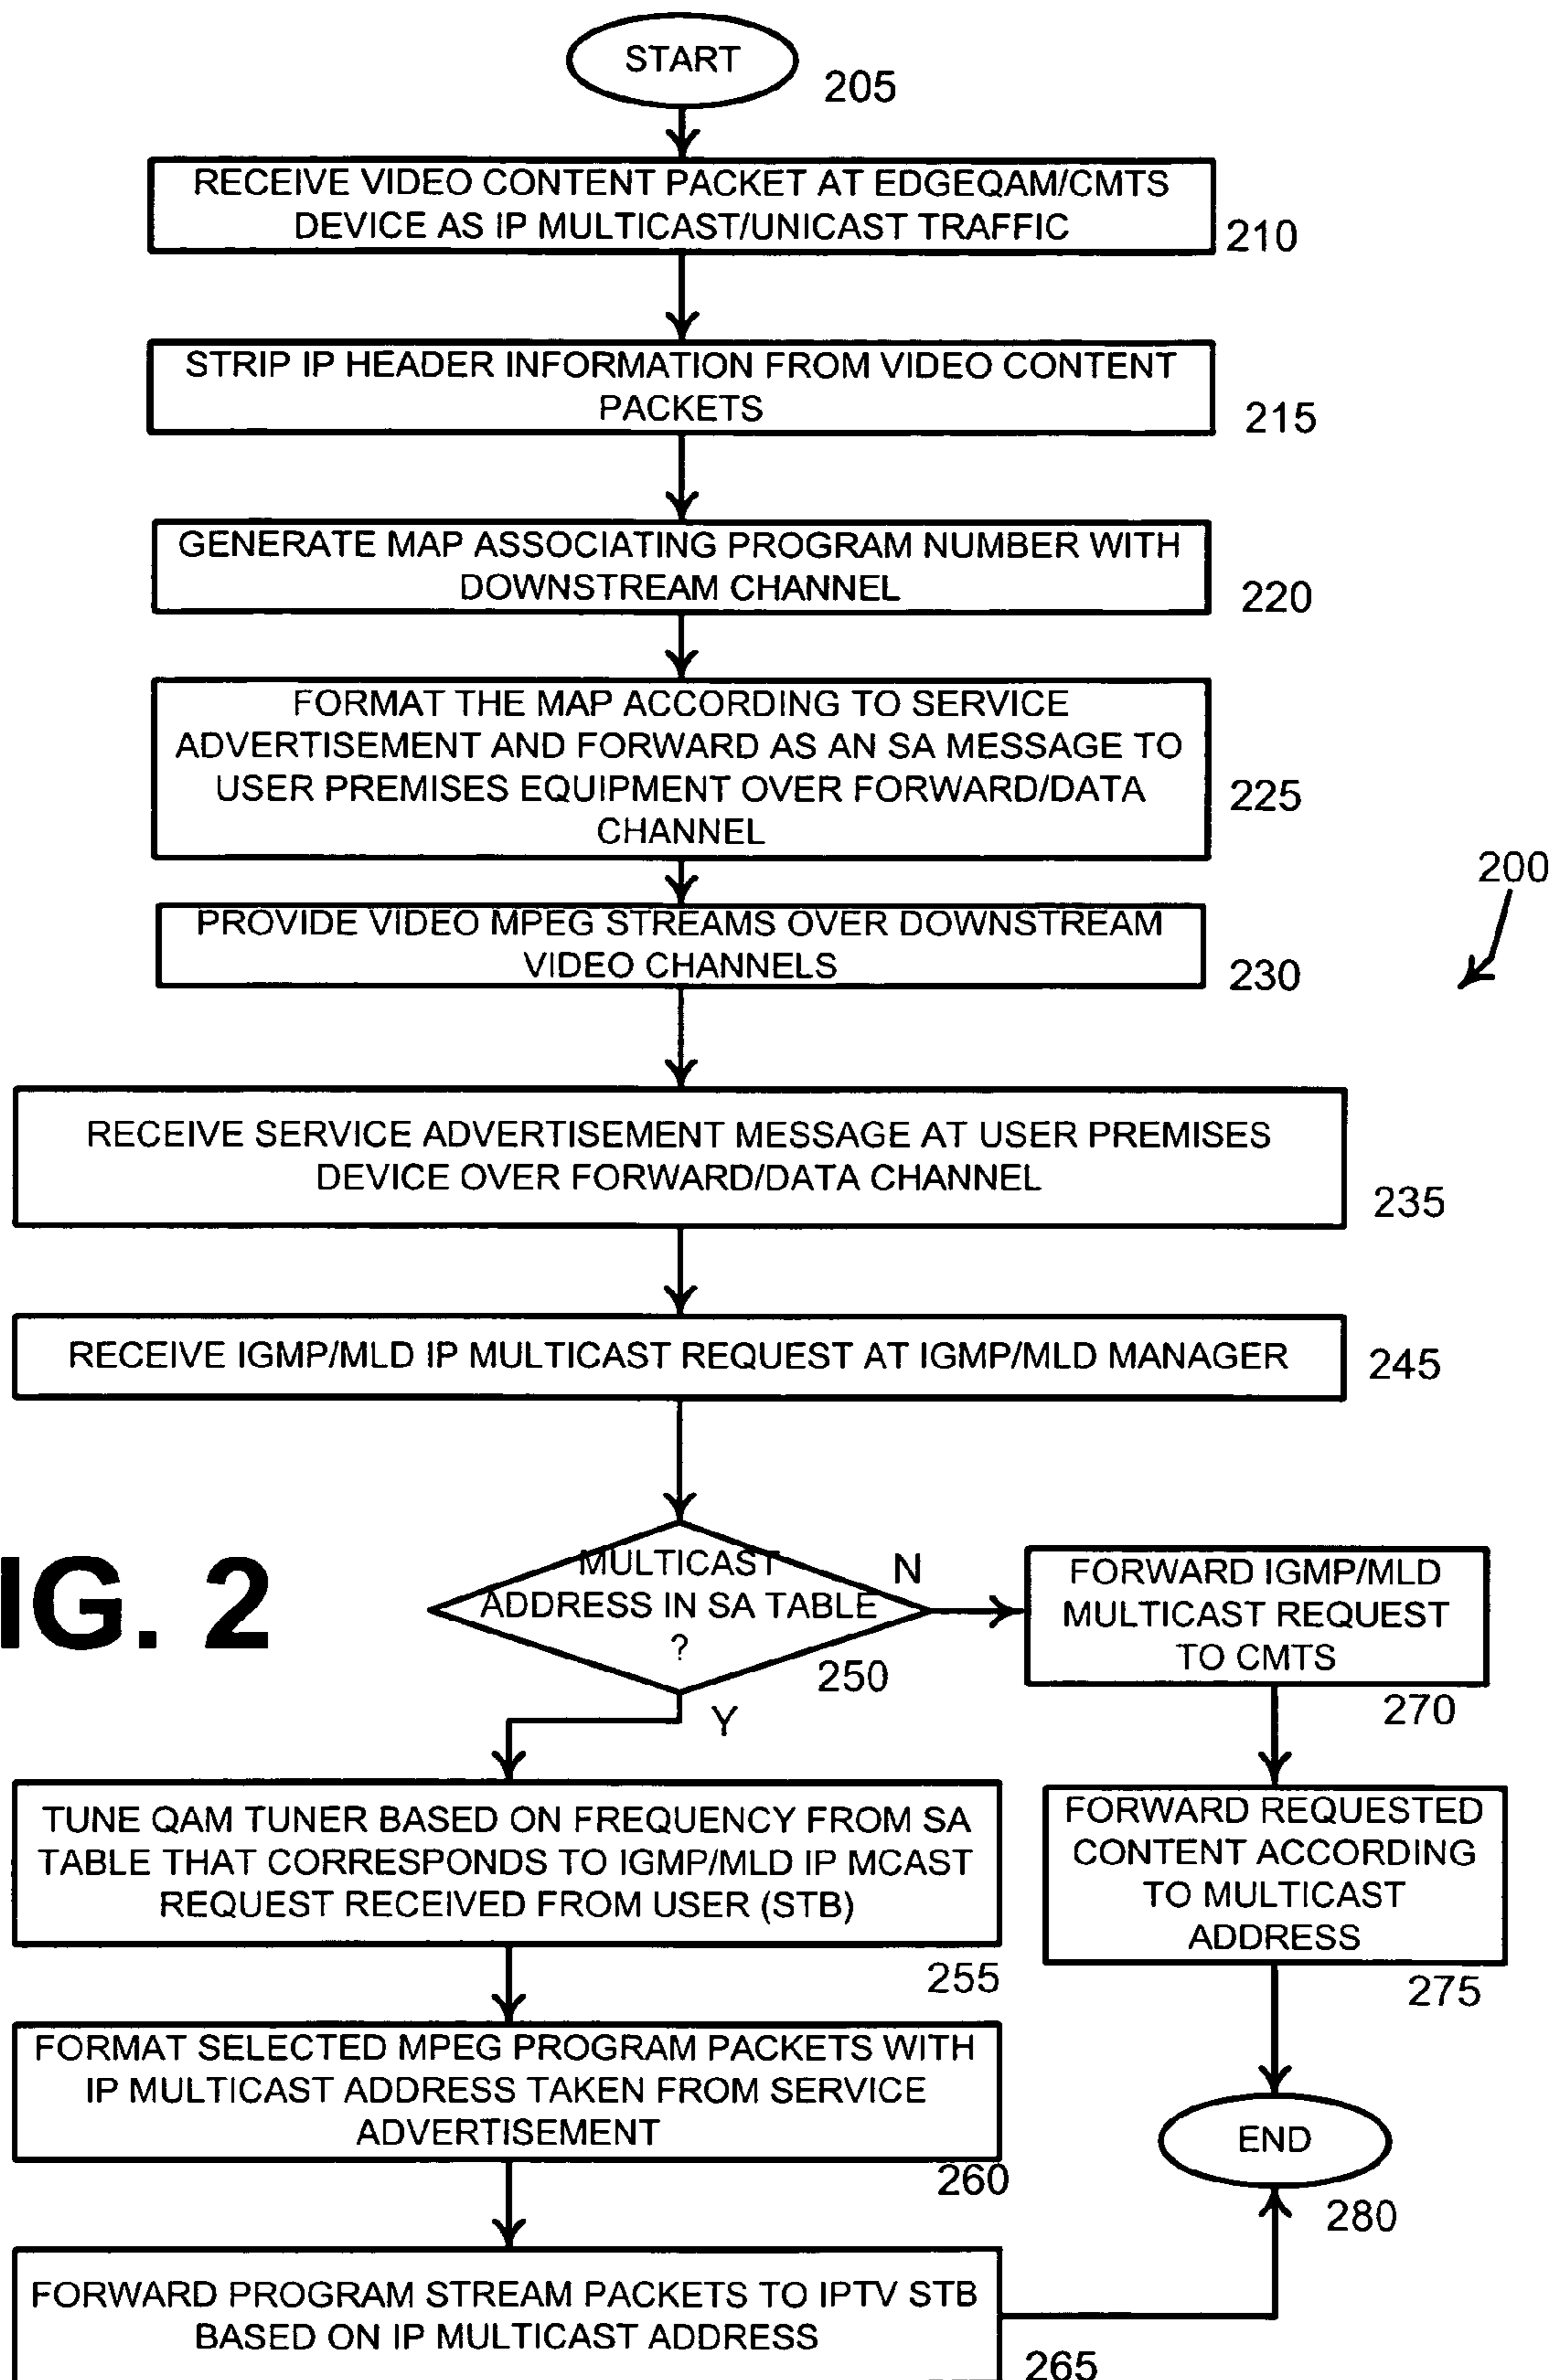 START
205
RECEIVE VIDEO CONTENT PACKET AT EDGEQAM/CMTS
DEVICE AS IP MULTICAST/UNICAST TRAFFIC
210
STRIP IP HEADER INFORMATION FROM VIDEO CONTENT
PACKETS
215
GENERATE MAP ASSOCIATING PROGRAM NUMBER WITH
DOWNSTREAM CHANNEL
220
FORMAT THE MAP ACCORDING TO SERVICE
ADVERTISEMENT AND FORWARD AS AN SA MESSAGE TO
USER PREMISES EQUIPMENT OVER FORWARD/DATA
CHANNEL
225
200
PROVIDE VIDEO MPEG STREAMS OVER DOWNSTREAM
VIDEO CHANNELS
230
RECEIVE SERVICE ADVERTISEMENT MESSAGE AT USER PREMISES
DEVICE OVER FORWARD/DATA CHANNEL
235
RECEIVE IGMP/MLD IP MULTICAST REQUEST AT IGMP/MLD MANAGER
245
IG. 2
MULTICAST
ADDRESS IN SA TABLE
?
250
N
Y
FORWARD IGMP/MLD
MULTICAST REQUEST
TO CMTS
270
TUNE QAM TUNER BASED ON FREQUENCY FROM SA
TABLE THAT CORRESPONDS TO IGMP/MLD IP MCAST
REQUEST RECEIVED FROM USER (STB)
255
FORWARD REQUESTED
CONTENT ACCORDING
TO MULTICAST
ADDRESS
275
FORMAT SELECTED MPEG PROGRAM PACKETS WITH
IP MULTICAST ADDRESS TAKEN FROM SERVICE
ADVERTISEMENT
260
END
280
FORWARD PROGRAM STREAM PACKETS TO IPTV STB
BASED ON IP MULTICAST ADDRESS
265